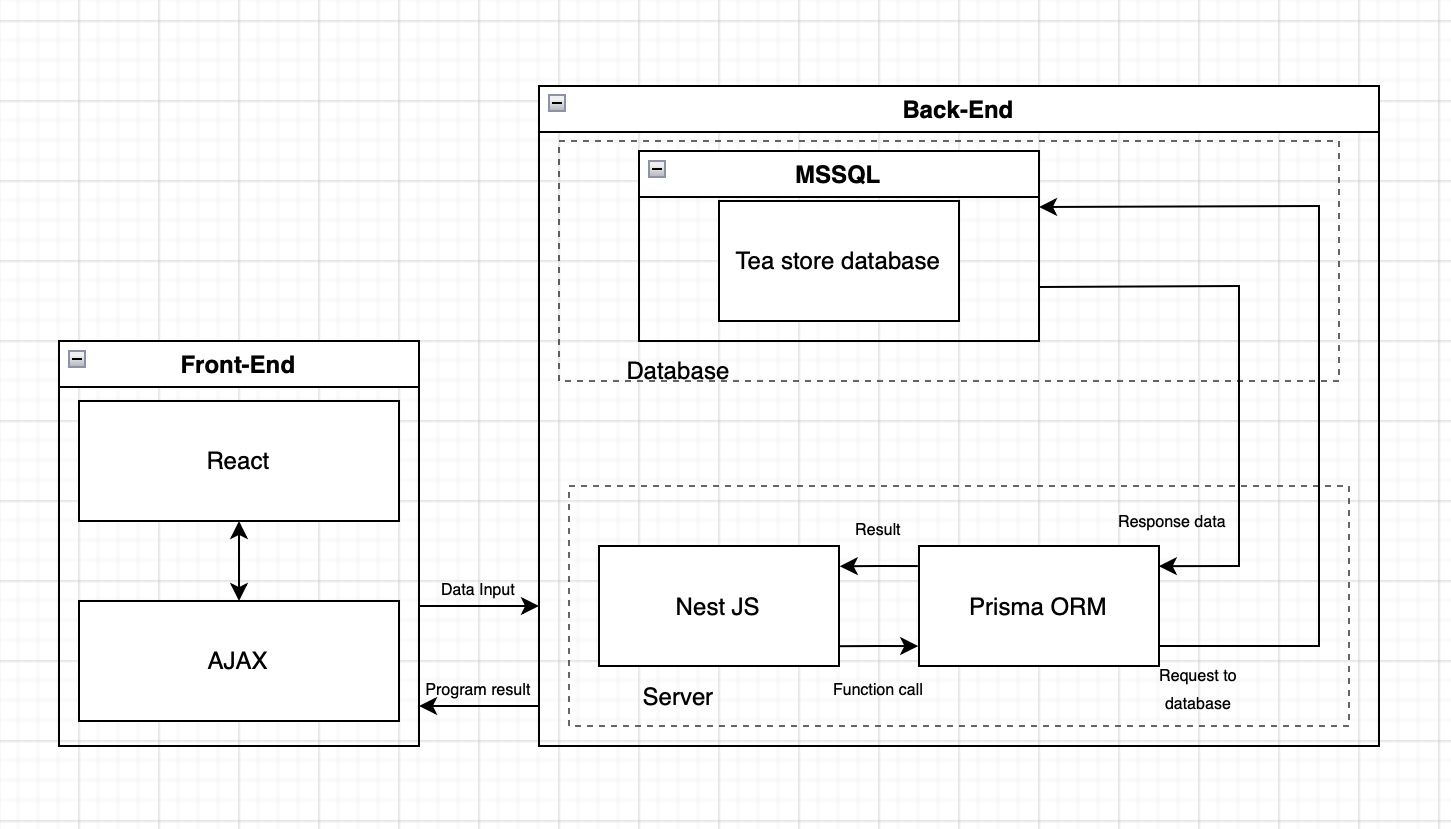 Back-End
MSSQL
Tea store database
Database
Front-End
React
AJAX
Data Input
Program result
Result
Response data
Nest JS
Prisma ORM
Function call
Server
Request to
database